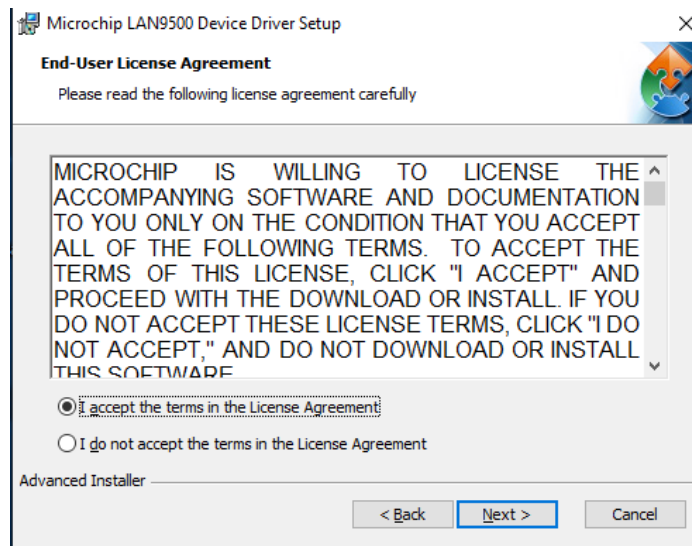 Microchip LAN9500 Device Driver Setup
End-User License Agreement
Please read the following license agreement carefully
MICROCHIP IS WILLING TO LICENSE THE
ACCOMPANYING SOFTWARE AND DOCUMENTATION
TO YOU ONLY ON THE CONDITION THAT YOU ACCEPT
ALL OF THE FOLLOWING TERMS. TO ACCEPT THE
TERMS OF THIS LICENSE, CLICK "I ACCEPT" AND
PROCEED WITH THE DOWNLOAD OR INSTALL. IF YOU
DO NOT ACCEPT THESE LICENSE TERMS, CLICK "I DO
NOT ACCEPT," AND DO NOT DOWNLOAD OR INSTALL
THIS SOFTWARE
I accept the terms in the License Agreement
I do not accept the terms in the License Agreement
Advanced Installer
< Back Next > Cancel